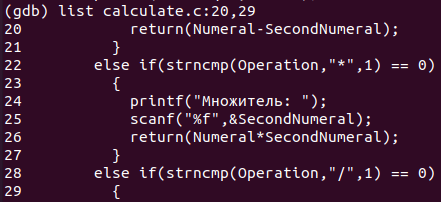 (gdb) list calculate.c:20,29
20            return(Numeral-SecondNumeral);
21          }
22        else if(strncmp(Operation,"*",1) == 0)
23          {
24            printf("Множитель: ");
25            scanf("%f",&SecondNumeral);
26            return(Numeral*SecondNumeral);
27          }
28        else if(strncmp(Operation,"/",1) == 0)
29          {